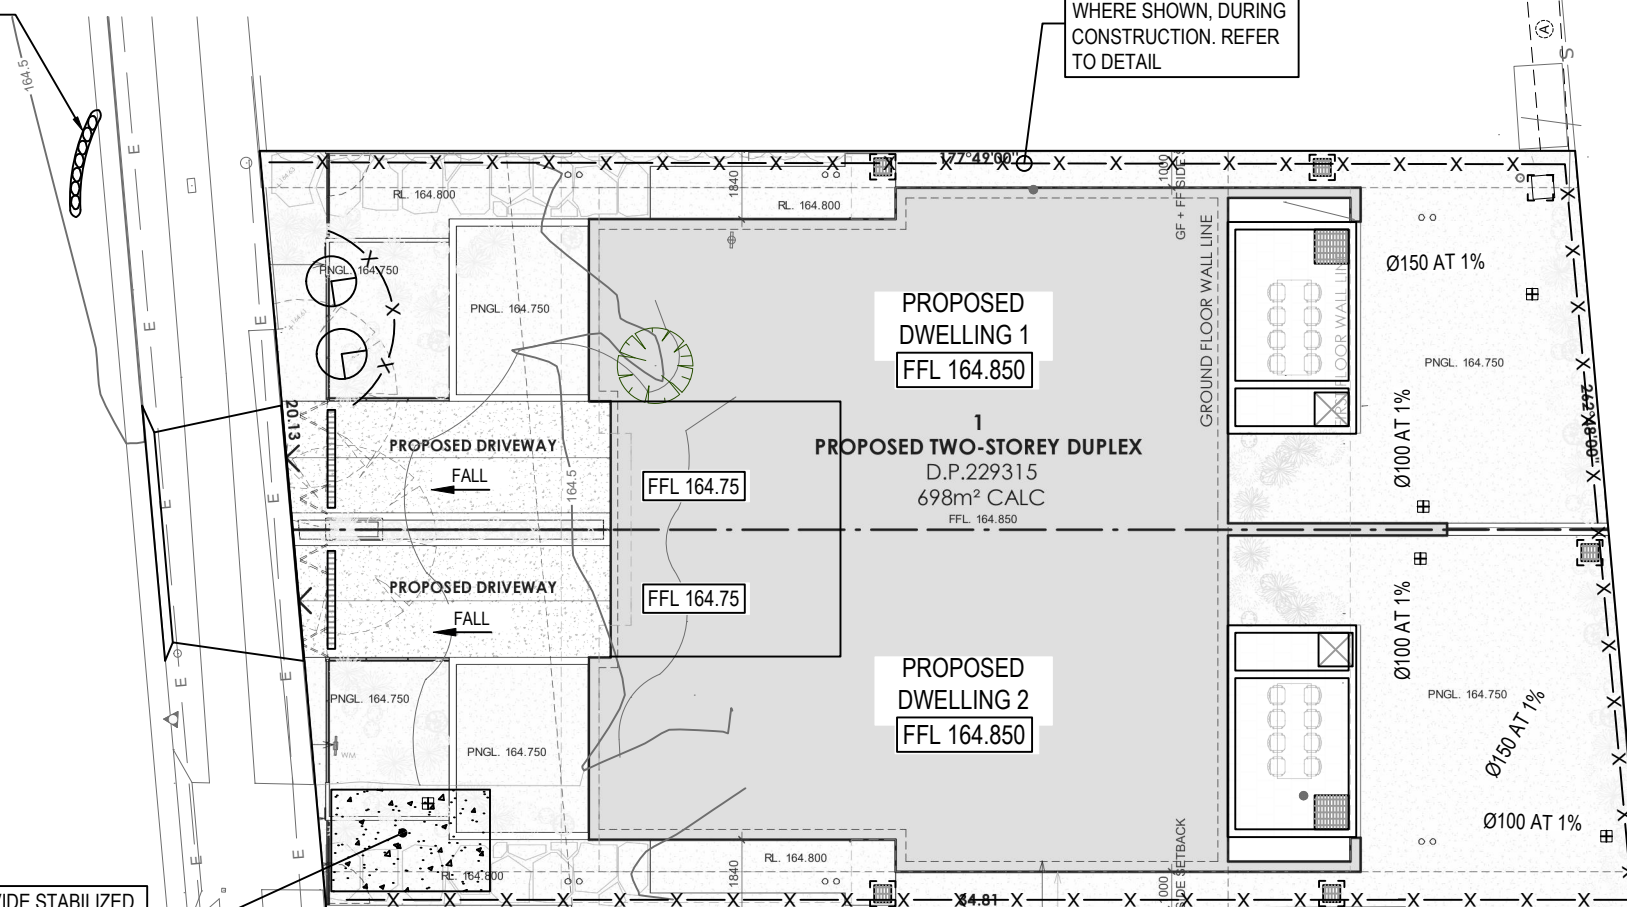 WHERE SHOWN, DURING
CONSTRUCTION. REFER
TO DETAIL
164.5
A
S
E
E
E
E
E
E
E
E
E
E
E
177°49'00"
1840
1000
RL. 164.800
RL. 164.800
PNGL. 164.750
PNGL. 164.750
GROUND FLOOR WALL LINE
Ø150 AT 1%
PNGL. 164.750
Ø100 AT 1%
262°48'00"
PROPOSED
DWELLING 1
FFL 164.850
1
PROPOSED TWO-STOREY DUPLEX
D.P.229315
698m² CALC
FFL. 164.850
20.13
PROPOSED DRIVEWAY
FALL
164.5
FFL 164.75
PROPOSED DRIVEWAY
FALL
FFL 164.75
PROPOSED
DWELLING 2
FFL 164.850
PNGL. 164.750
WM
PNGL. 164.750
Ø100 AT 1%
PNGL. 164.750
Ø150 AT 1%
Ø100 AT 1%
RL. 164.800
RL. 164.800
1840
1000
SIDE SETBACK
34.81
STABILIZED